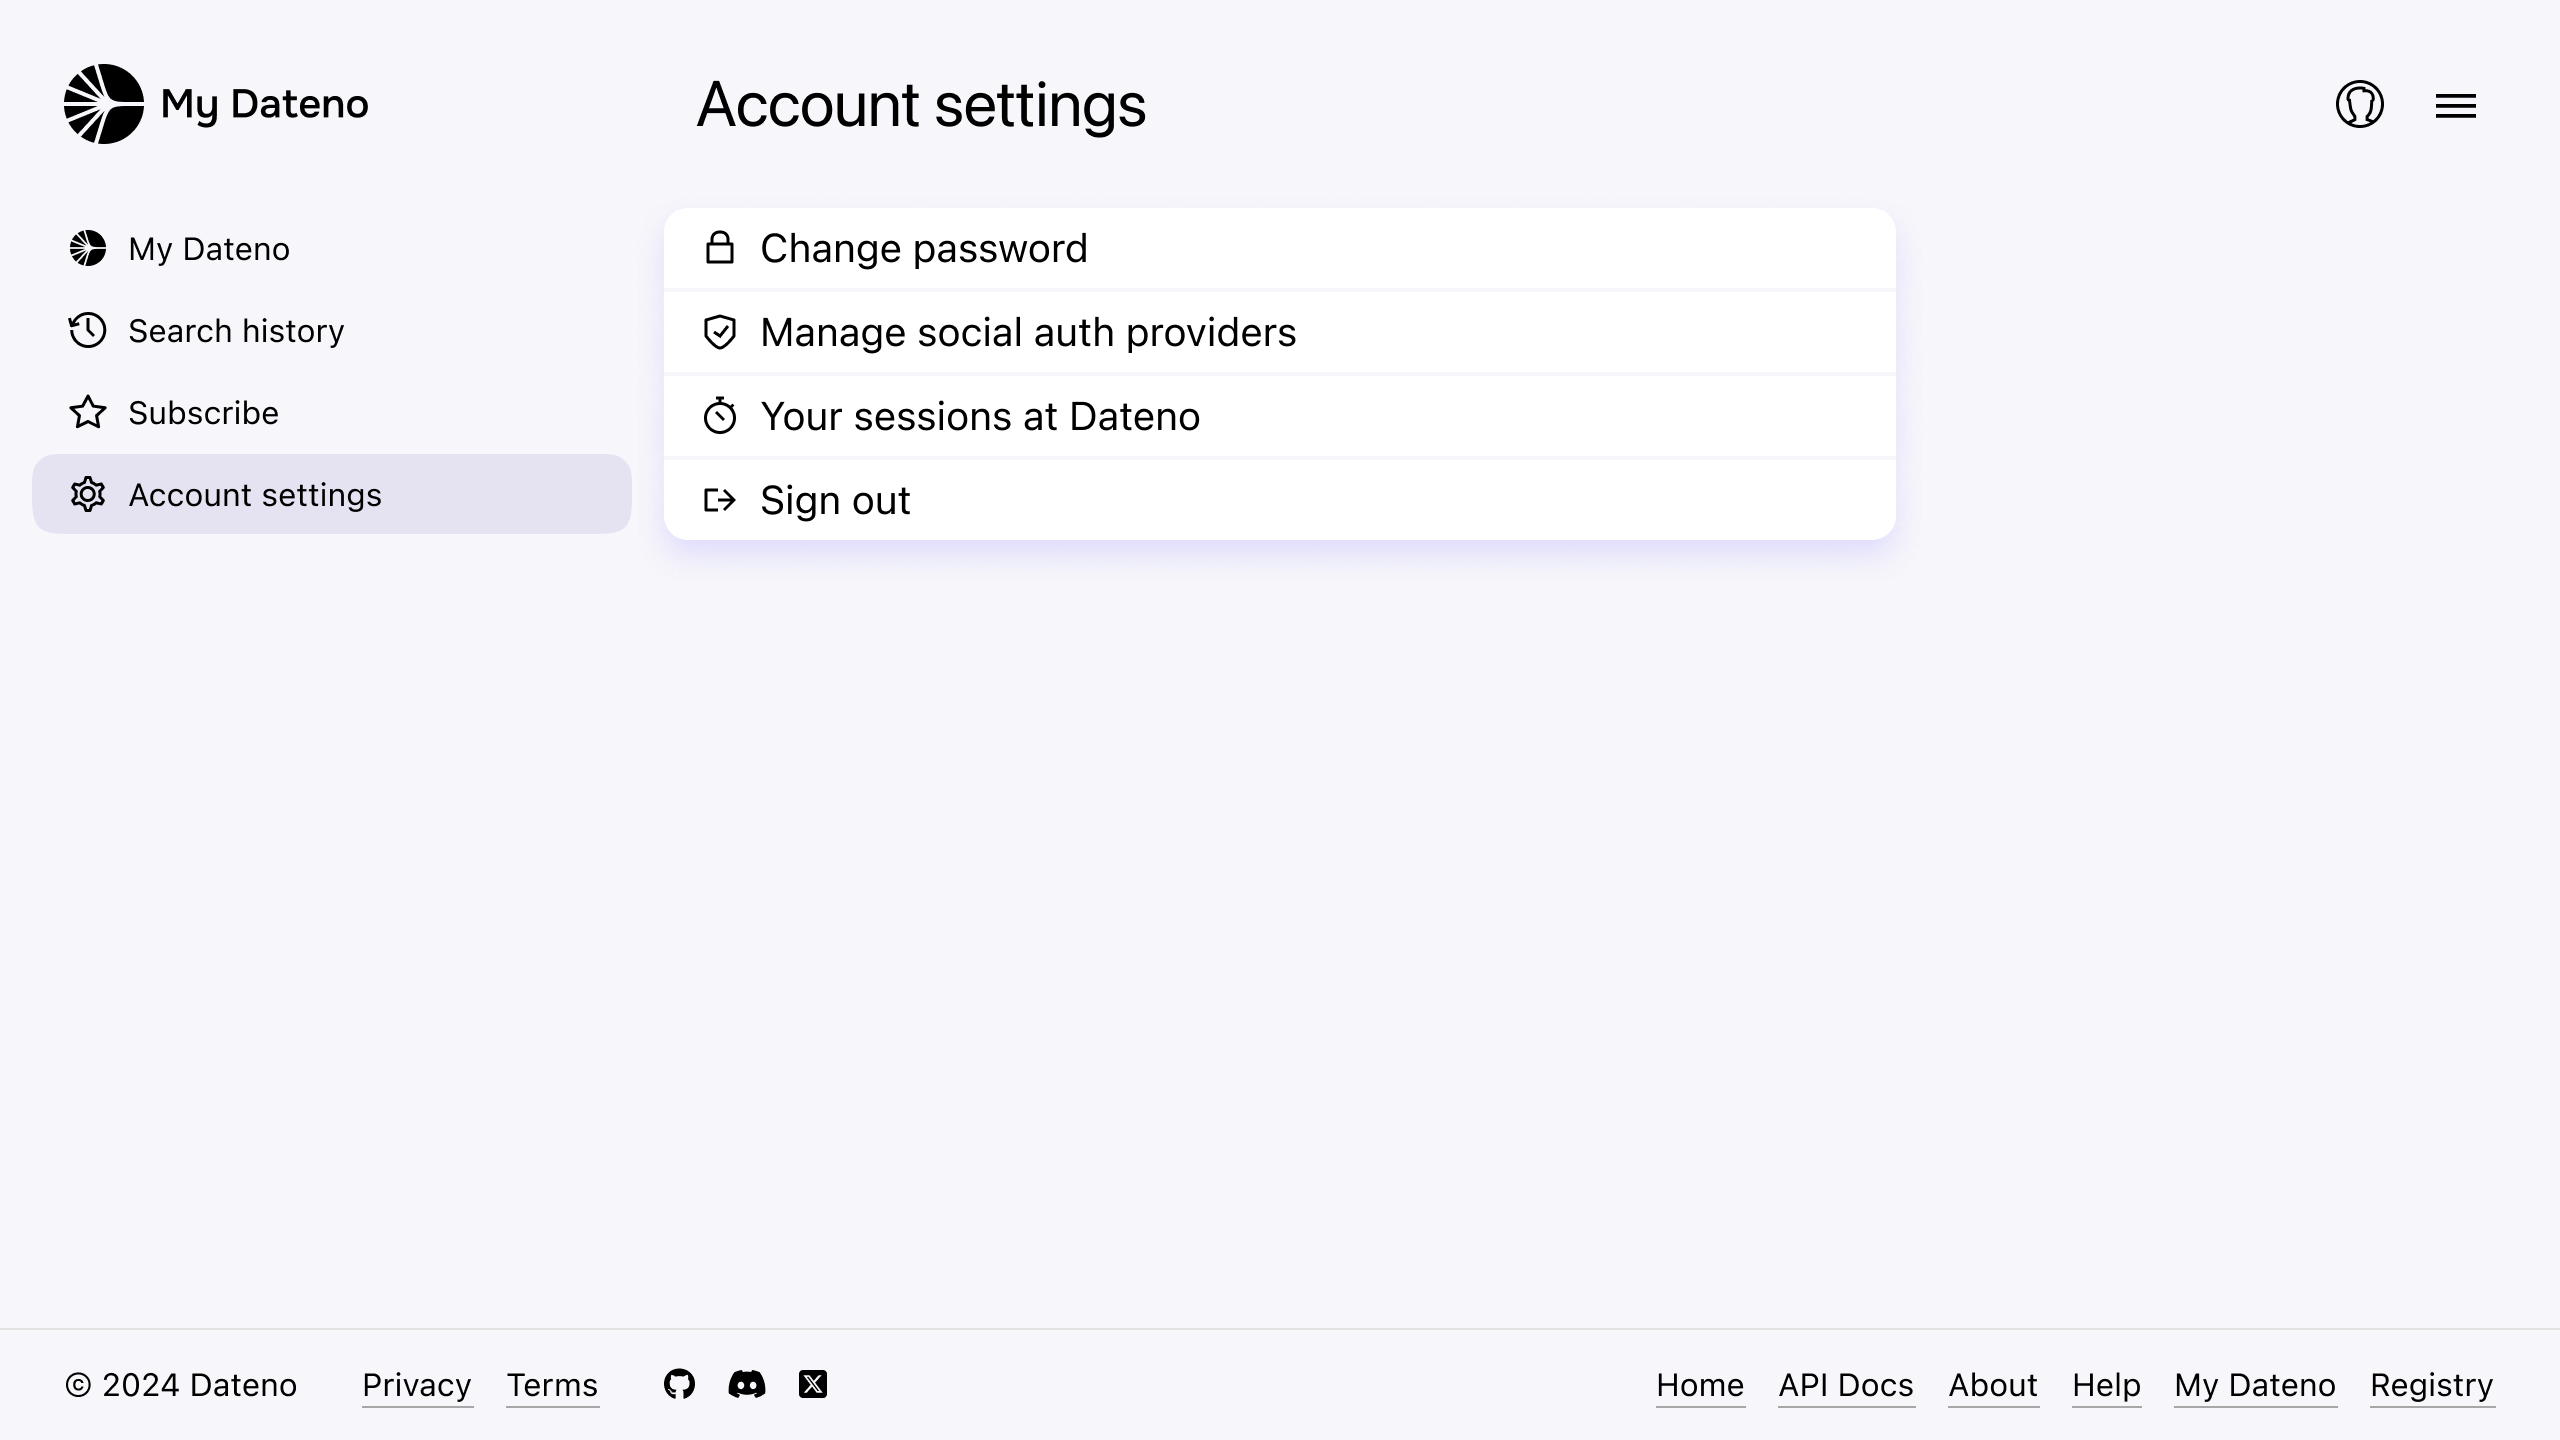 My Dateno
Account settings
My Dateno
Search history
Subscribe
Account settings
Change password
Manage social auth providers
Your sessions at Dateno
Sign out
© 2024 Dateno Privacy Terms Home API Docs About Help My Dateno Registry